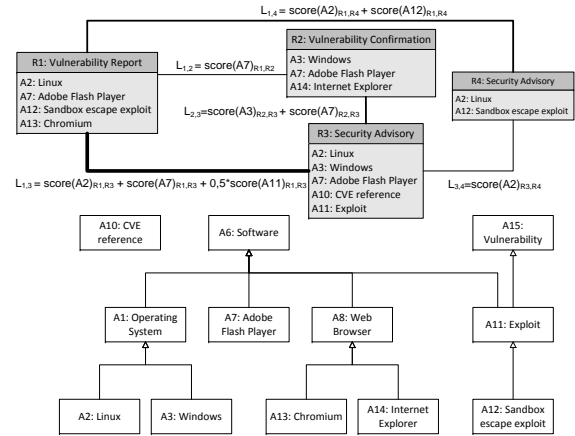 L1,4 = score(A2)R1,R4 + score(A12)R1,R4
R1: Vulnerability Report
A2: Linux
A7: Adobe Flash Player
A12: Sandbox escape exploit
A13: Chromium
L1,2 = score(A7)R1,R2
R2: Vulnerability Confirmation
A3: Windows
A7: Adobe Flash Player
A14: Internet Explorer
R4: Security Advisory
A2: Linux
A12: Sandbox escape exploit
L2,3=score(A3)R2,R3 + score(A7)R2,R3
R3: Security Advisory
A2: Linux
A3: Windows
A7: Adobe Flash Player
A10: CVE reference
A11: Exploit
L1,3 = score(A2)R1,R3 + score(A7)R1,R3 + 0,5*score(A11)R1,R3
L3,4=score(A2)R3,R4
A10: CVE
reference
A6: Software
A15:
Vulnerability
A1: Operating
System
A7: Adobe
Flash Player
A8: Web
Browser
A11: Exploit
A2: Linux
A3: Windows
A13: Chromium
A14: Internet
Explorer
A12: Sandbox
escape exploit